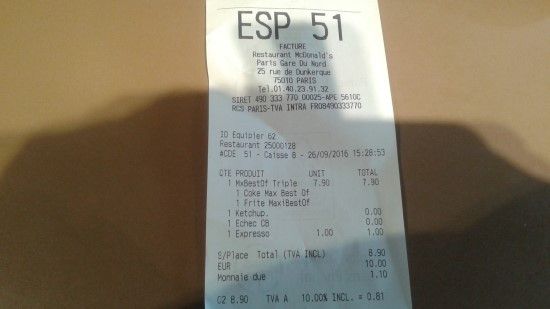 ESP 51
FACTURE
Restaurant McDonald's
Paris Gare Du Nord
25 rue de Dunkerque
75010 PARIS
Tel.01.40.23.91.32
SIRET 490 333 770 00025-APE 5610C
RCS PARIS-TVA INTRA FR08490333770
ID Equipier 62
Restaurant 25000128
#CDE 51 - Caisse 8 - 26/09/2016 15:28:53
QTE PRODUIT UNIT TOTAL
1 MxBestOf Triple 7.90 7.90
1 Coke Max Best Of
1 Frite MaxiBestOf
1 Ketchup. 0.00
1 Echec CB 0.00
1 Expresso 1.00 1.00
S/Place Total (TVA INCL) 8.90
EUR 10.00
Monnaie due 1.10
G2 8.90 TVA A 10.00% INCL. = 0.81